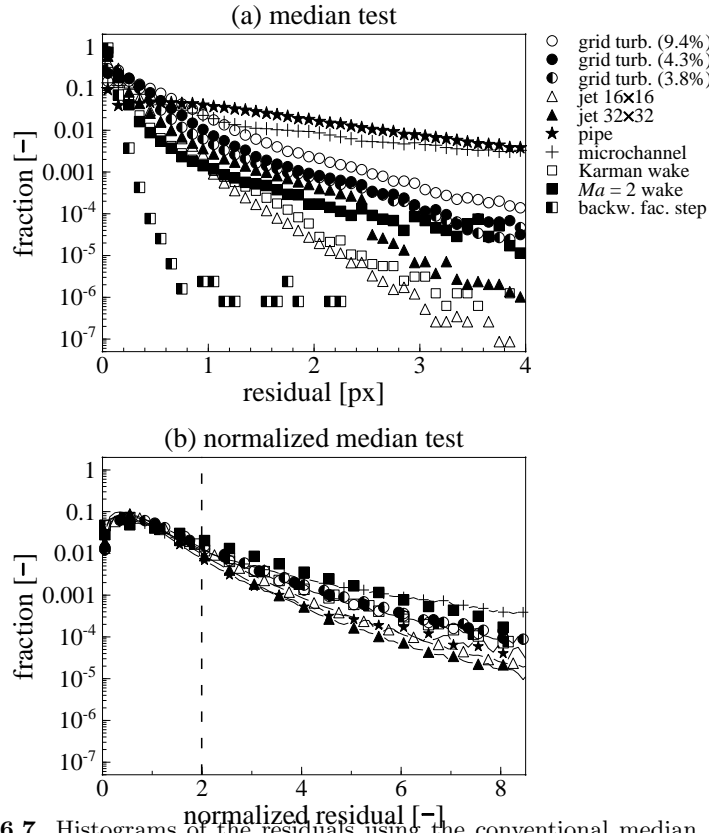 (a) median test
1
0.1
0.01
0.001
10⁻⁴
10⁻⁵
10⁻⁶
10⁻⁷
fraction [−]
0 1 2 3 4
residual [px]
grid turb. (9.4%)
grid turb. (4.3%)
grid turb. (3.8%)
jet 16×16
jet 32×32
pipe
microchannel
Karman wake
Ma = 2 wake
backw. fac. step
(b) normalized median test
1
0.1
0.01
0.001
10⁻⁴
10⁻⁵
10⁻⁶
10⁻⁷
fraction [−]
0 2 4 6 8
normalized residual [−]
6.7. Histograms of the residuals using the conventional median